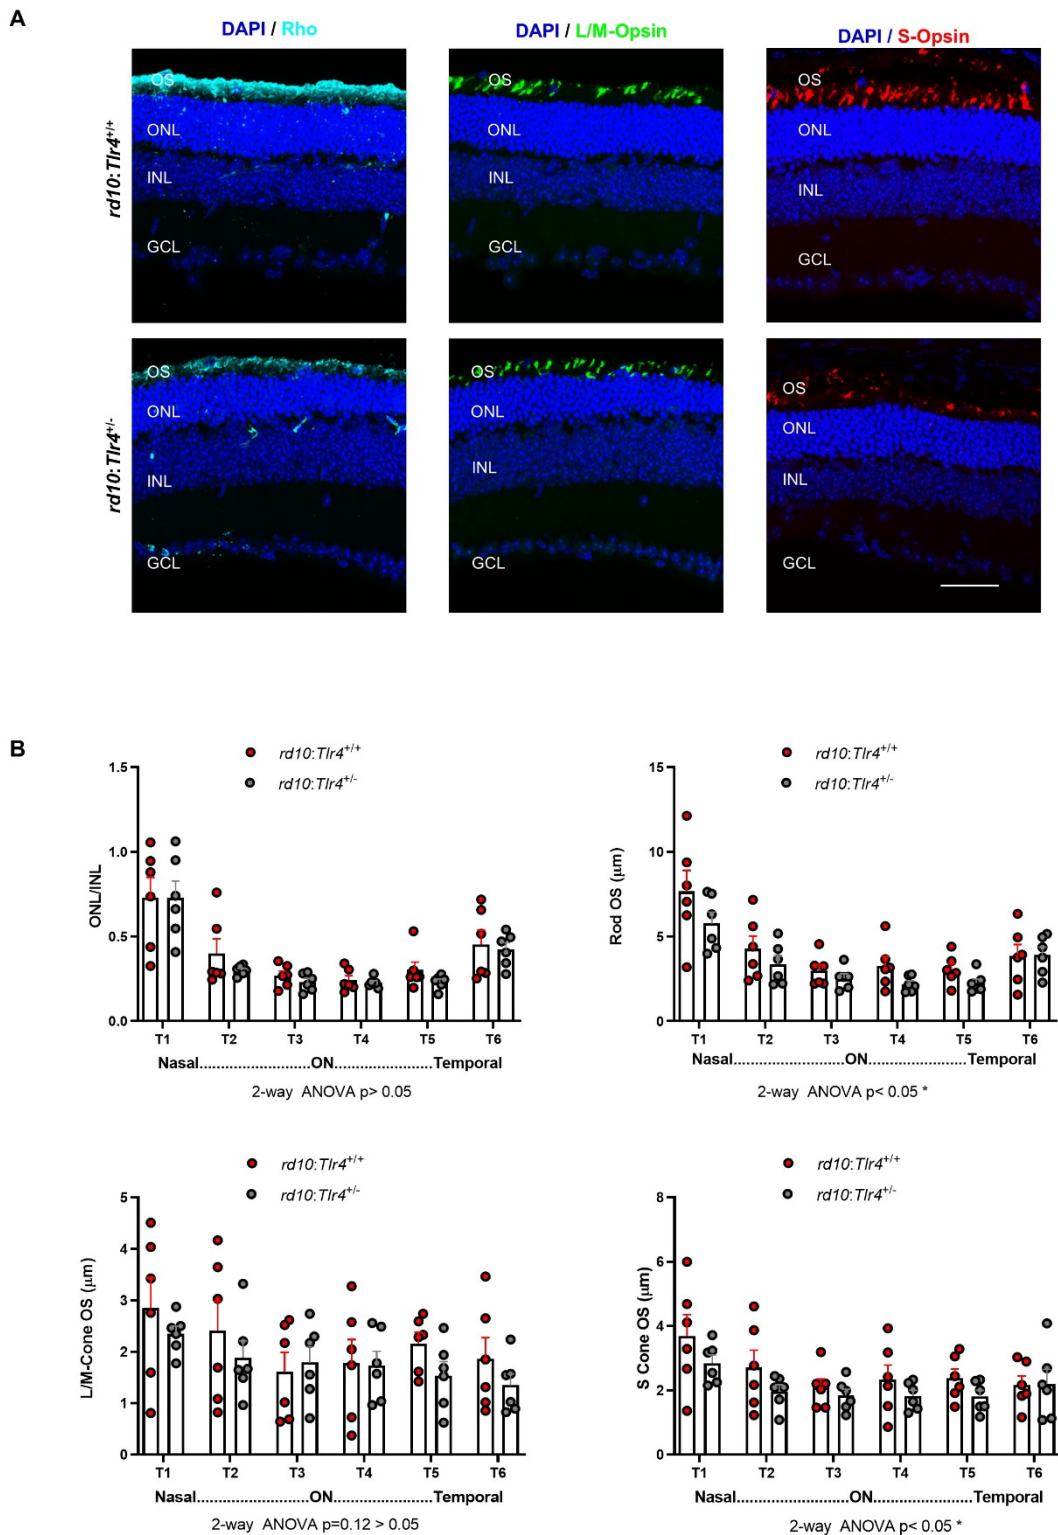 A
DAPI / Rho
DAPI / L/M-Opsin
DAPI / S-Opsin
rd10:Tlr4+/+
OS
ONL
INL
GCL
OS
ONL
INL
GCL
OS
ONL
INL
GCL
rd10:Tlr4+/-
OS
ONL
INL
GCL
OS
ONL
INL
GCL
OS
ONL
INL
GCL
B
rd10:Tlr4+/+
rd10:Tlr4+/-
ONL/INL
1.5
1.0
0.5
0.0
T1 T2 T3 T4 T5 T6
Nasal........................ON........................Temporal
2-way ANOVA p> 0.05
rd10:Tlr4+/+
rd10:Tlr4+/-
Rod OS (μm)
15
10
5
0
T1 T2 T3 T4 T5 T6
Nasal........................ON........................Temporal
2-way ANOVA p< 0.05 *
rd10:Tlr4+/+
rd10:Tlr4+/-
L/M-Cone OS (μm)
5
4
3
2
1
0
T1 T2 T3 T4 T5 T6
Nasal........................ON........................Temporal
2-way ANOVA p=0.12 > 0.05
rd10:Tlr4+/+
rd10:Tlr4+/-
S Cone OS (μm)
8
6
4
2
0
T1 T2 T3 T4 T5 T6
Nasal........................ON........................Temporal
2-way ANOVA p< 0.05 *